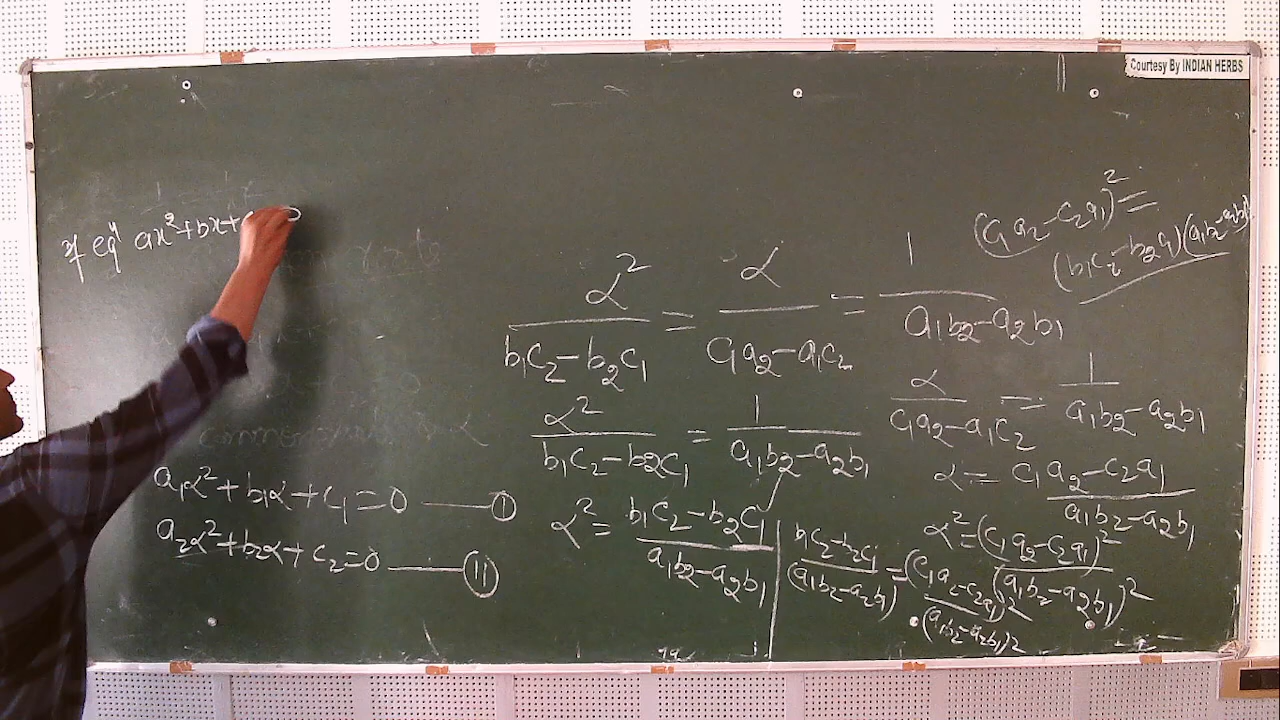 Courtesy By INDIAN HERBS
If eqⁿ ax²+bx+
(c₁a₂-c₂a₁)²=
(b₁c₂-b₂c₁)(a₁b₂-a₂b₁)
α²/(b₁c₂-b₂c₁) = α/(c₁a₂-a₁c₂) = 1/(a₁b₂-a₂b₁)
α²/(b₁c₂-b₂c₁) = 1/(a₁b₂-a₂b₁)
α/(c₁a₂-a₁c₂) = 1/(a₁b₂-a₂b₁)
a₁α²+b₁α+c₁=0 —— Ⓘ
a₂α²+b₂α+c₂=0 —— Ⅱ
α² = (b₁c₂-b₂c₁)/(a₁b₂-a₂b₁)
α = (c₁a₂-c₂a₁)/(a₁b₂-a₂b₁)
α²=(c₁a₂-c₂a₁)²/(a₁b₂-a₂b₁)²
(b₁c₂-b₂c₁)/(a₁b₂-a₂b₁) = (c₁a₂-c₂a₁)²/(a₁b₂-a₂b₁)²